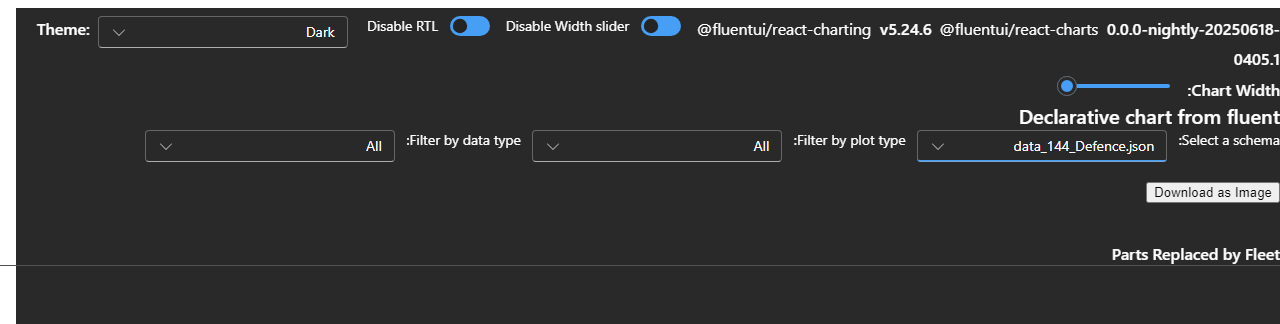 Theme: Dark Disable RTL Disable Width slider @fluentui/react-charting v5.24.6 @fluentui/react-charts 0.0.0-nightly-20250618-
0405.1
:Chart Width
Declarative chart from fluent
:Select a schema data_144_Defence.json :Filter by plot type All :Filter by data type All
Download as Image
Parts Replaced by Fleet